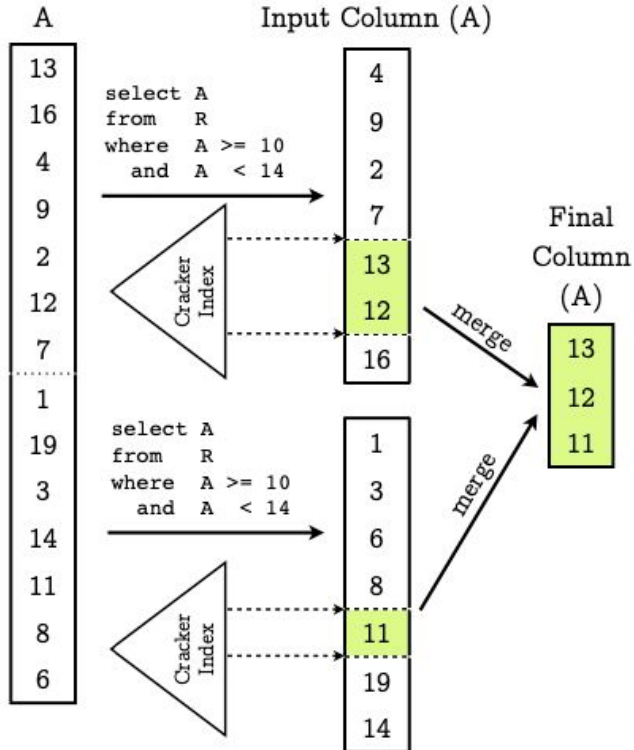 A
13
16
4
9
2
12
7
1
19
3
14
11
8
6
select A
from R
where A >= 10
and A < 14
Cracker
Index
select A
from R
where A >= 10
and A < 14
Cracker
Index
Input Column (A)
4
9
2
7
13
12
16
1
3
6
8
11
19
14
merge
merge
Final
Column
(A)
13
12
11